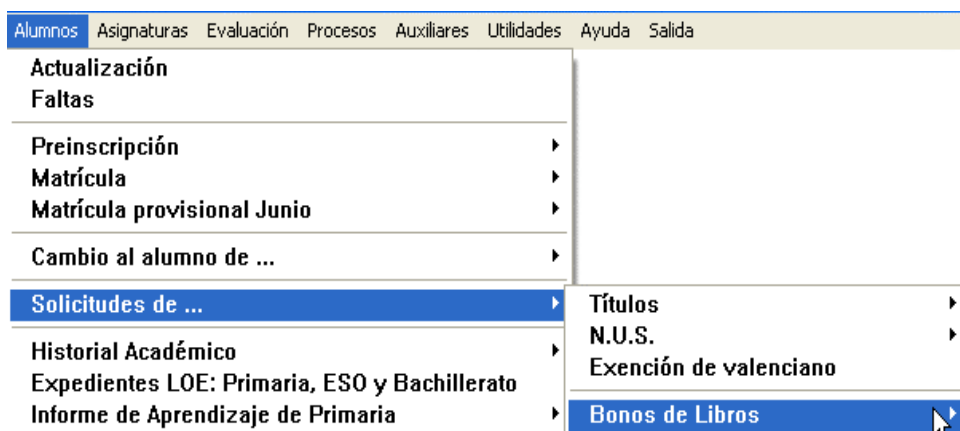 Alumnos Asignaturas Evaluación Procesos Auxiliares Utilidades Ayuda Salida
Actualización
Faltas
Preinscripción
Matrícula
Matrícula provisional Junio
Cambio al alumno de ...
Solicitudes de ...
Historial Académico
Expedientes LOE: Primaria, ESO y Bachillerato
Informe de Aprendizaje de Primaria
Títulos
N.U.S.
Exención de valenciano
Bonos de Libros